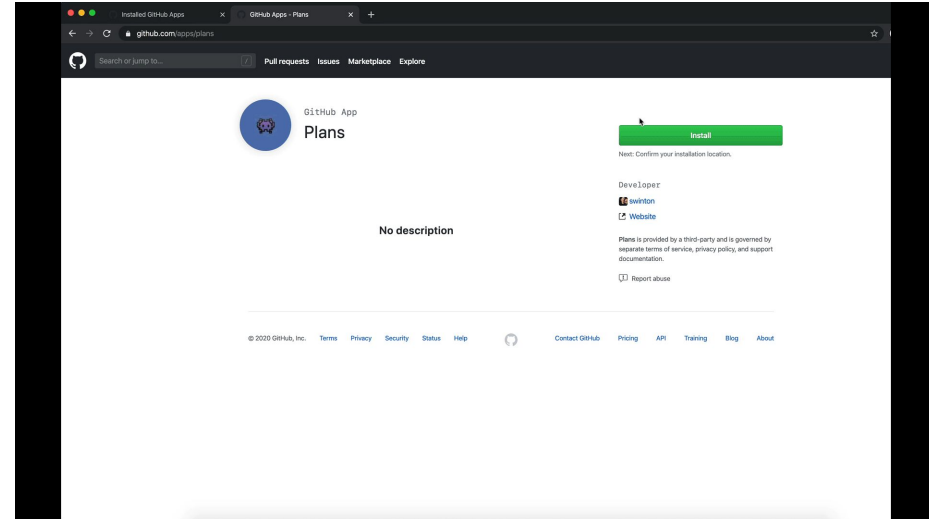 Installed GitHub Apps
GitHub Apps - Plans
github.com/apps/plans
Search or jump to...
/
Pull requests Issues Marketplace Explore
GitHub App
Plans
Install
Next: Confirm your installation location.
Developer
swinton
Website
No description
Plans is provided by a third-party and is governed by
separate terms of service, privacy policy, and support
documentation.
Report abuse
© 2020 GitHub, Inc. Terms Privacy Security Status Help Contact GitHub Pricing API Training Blog About